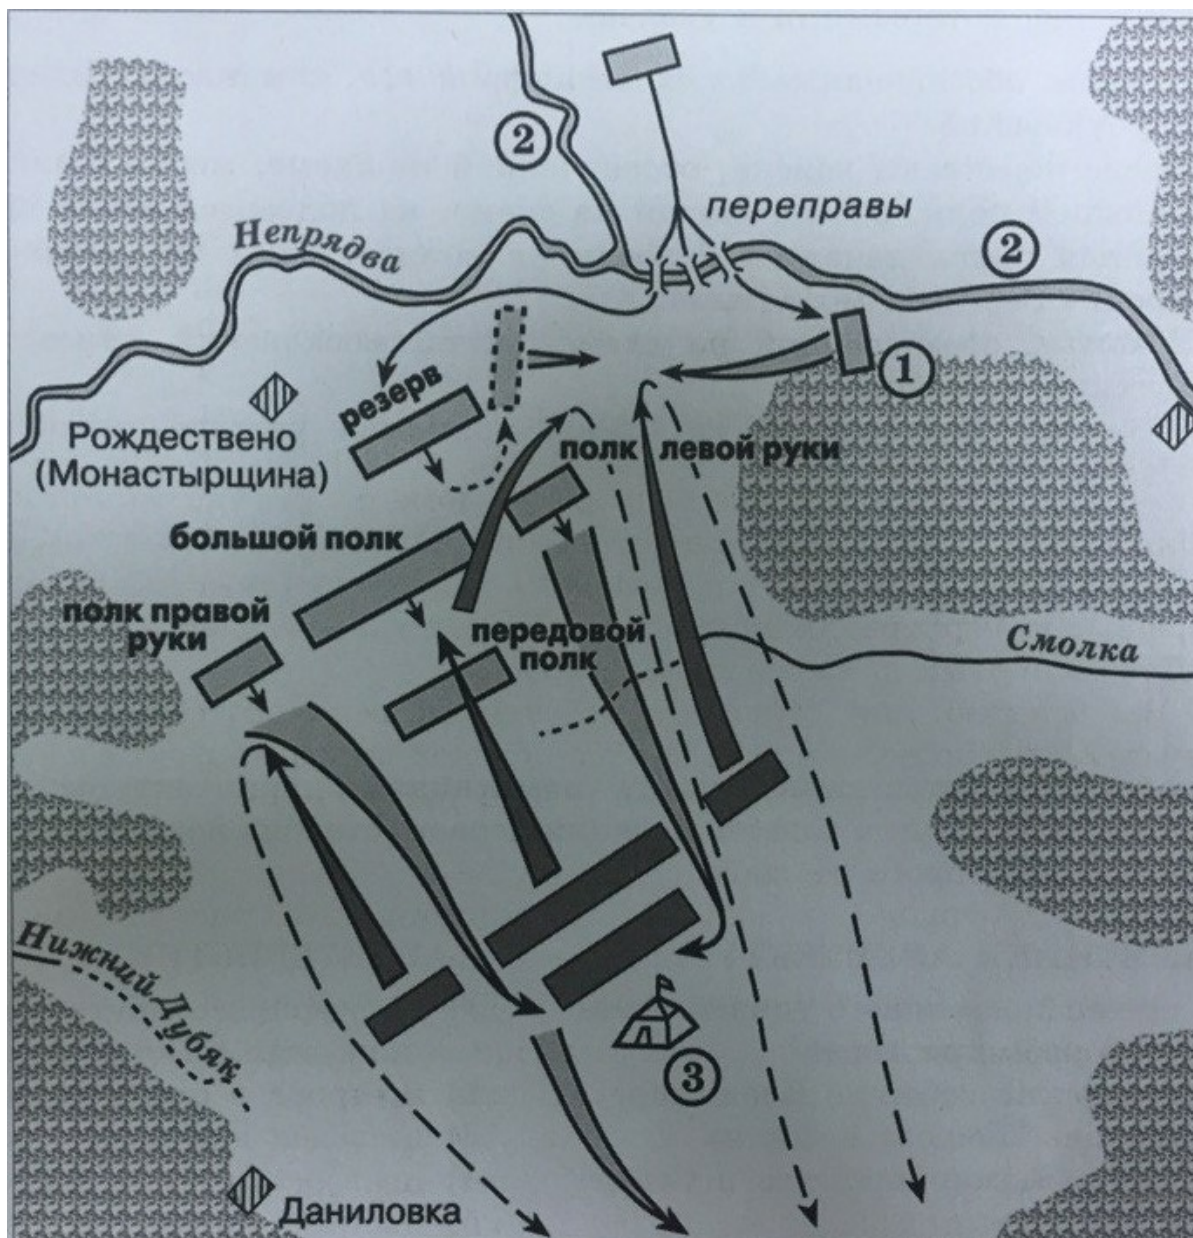 2
переправы
Непрядва
2
1
резерв
Рождествено
(Монастырщина)
полк левой руки
большой полк
полк правой
руки
передовой
полк
Смолка
Нижний Дубяк
3
Даниловка